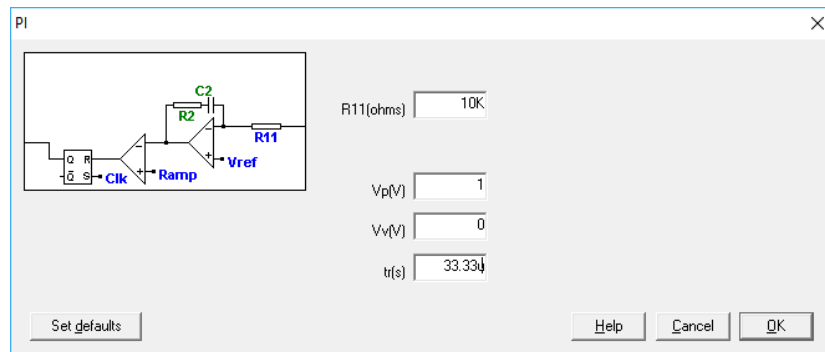 PI
C2
R2
R11
Vref
Ramp
Clk
Q R
Q S
R11(ohms) 10K
Vp(V) 1
Vv(V) 0
tr(s) 33.33u
Set defaults
Help
Cancel
OK